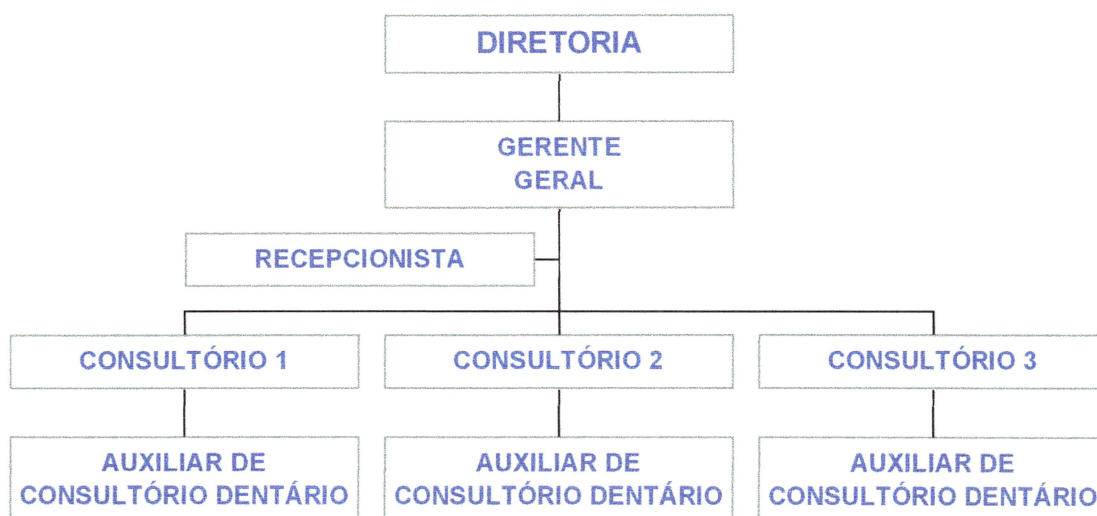 DIRETORIA
GERENTE
GERAL
RECEPCIONISTA
CONSULTÓRIO 1
CONSULTÓRIO 2
CONSULTÓRIO 3
AUXILIAR DE
CONSULTÓRIO DENTÁRIO
AUXILIAR DE
CONSULTÓRIO DENTÁRIO
AUXILIAR DE
CONSULTÓRIO DENTÁRIO